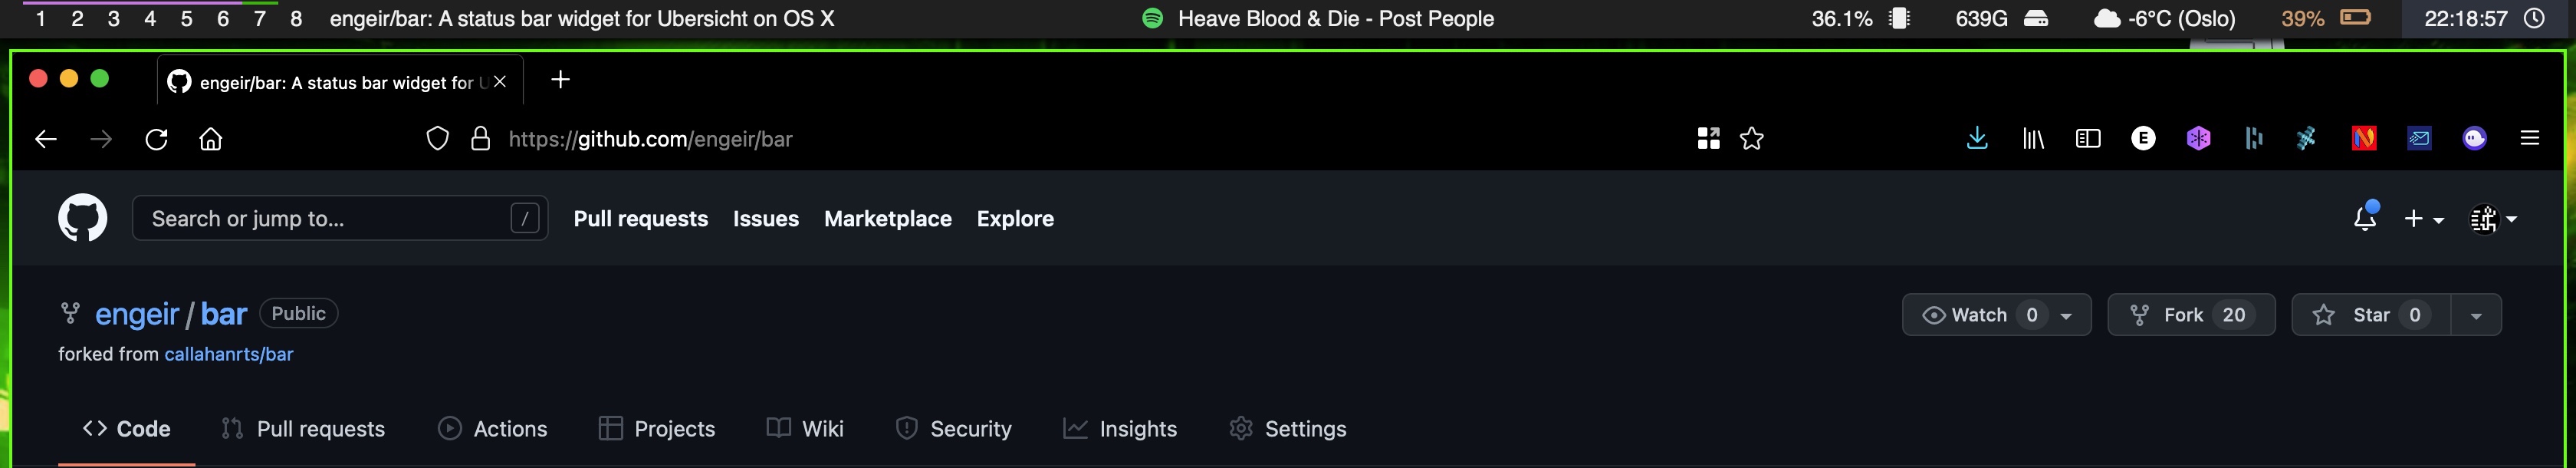 1 2 3 4 5 6 7 8 engeir/bar: A status bar widget for Ubersicht on OS X Heave Blood & Die - Post People 36.1% 639G -6°C (Oslo) 39% 22:18:57
engeir/bar: A status bar widget for U
https://github.com/engeir/bar E
Search or jump to... / Pull requests Issues Marketplace Explore
engeir / bar Public Watch 0 Fork 20 Star 0
forked from callahanrts/bar
Code Pull requests Actions Projects Wiki Security Insights Settings